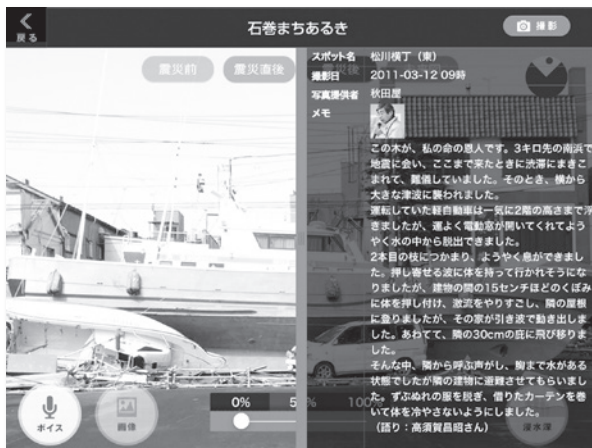 戻る
石巻まちあるき
撮影
震災前
震災直後
スポット名 松川横丁（東）
撮影日 2011-03-12 09時
写真提供者 秋田屋
メモ
この木が、私の命の恩人です。3キロ先の南浜で
地震に会い、ここまで来たときに渋滞にまきこ
まれて、難儀していました。そのとき、横から
大きな津波に襲われました。
運転していた軽自動車は一気に2階の高さまで浮
きましたが、運よく電動窓が開いてくれてよう
やく水の中から脱出できました。
2本目の枝につかまり、ようやく息ができまし
た。押し寄せる波に体を持って行かれそうにな
りましたが、建物の間の15センチほどのくぼみ
に体を押し付け、激流をやりすごし、隣の屋根
に登りましたが、その家が引き波で動き出しま
した。あわてて、隣の30cmの庇に飛び移りま
した。
そんな中、隣から呼ぶ声がし、胸まで水がある
状態でしたが隣の建物に避難させてもらいまし
た。ずぶぬれの服を脱ぎ、借りたカーテンを巻
いて体を冷やさないようにしました。
（語り：高須賀昌昭さん）
ボイス
画像
0%
5
%
100
浸水深